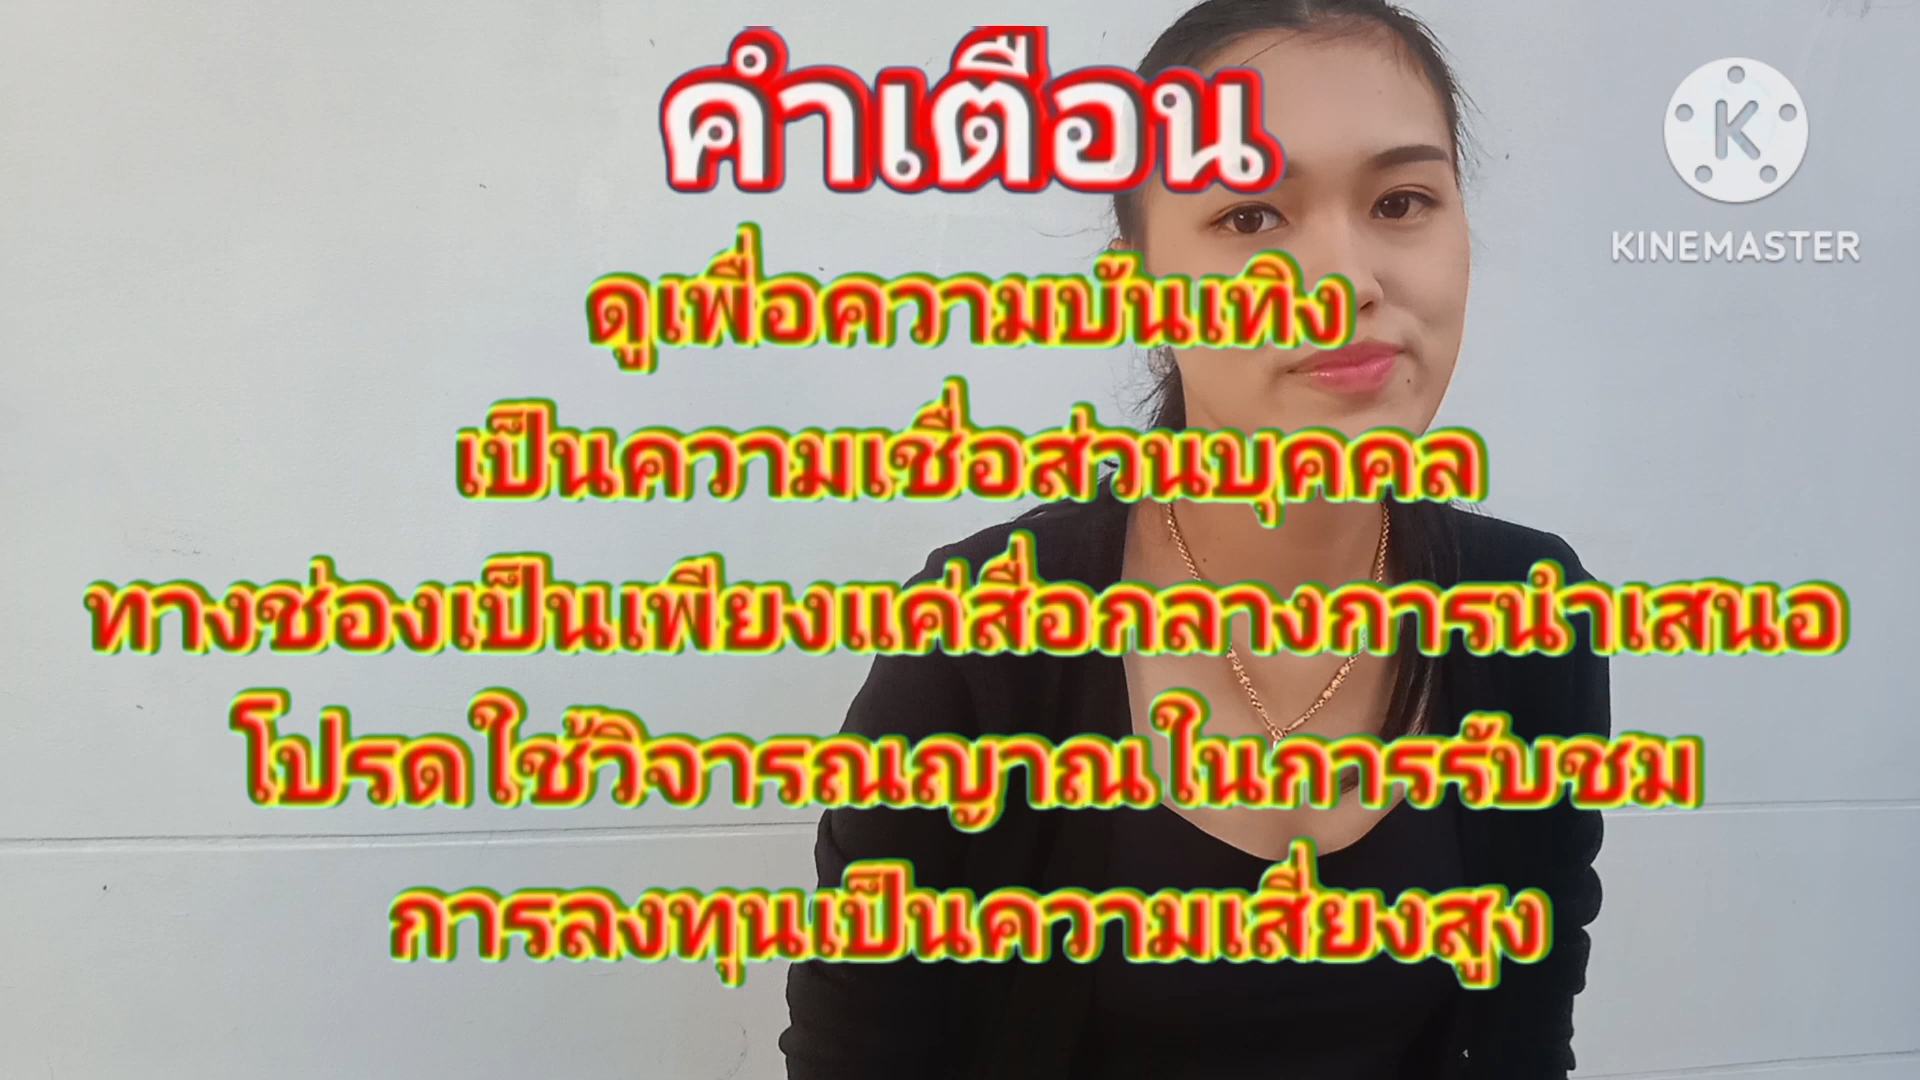 คำเตือน
K
KINEMASTER
ดูเพื่อความบันเทิง
เป็นความเชื่อส่วนบุคคล
ทางช่องเป็นเพียงแค่สื่อกลางการนำเสนอ
โปรดใช้วิจารณญาณในการรับชม
การลงทุนเป็นความเสี่ยงสูง